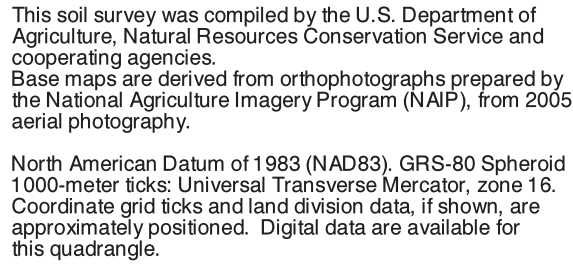 This soil survey was compiled by the U.S. Department of
Agriculture, Natural Resources Conservation Service and
cooperating agencies.
Base maps are derived from orthophotographs prepared by
the National Agriculture Imagery Program (NAIP), from 2005
aerial photography.

North American Datum of 1983 (NAD83). GRS-80 Spheroid
1000-meter ticks: Universal Transverse Mercator, zone 16.
Coordinate grid ticks and land division data, if shown, are
approximately positioned.  Digital data are available for
this quadrangle.